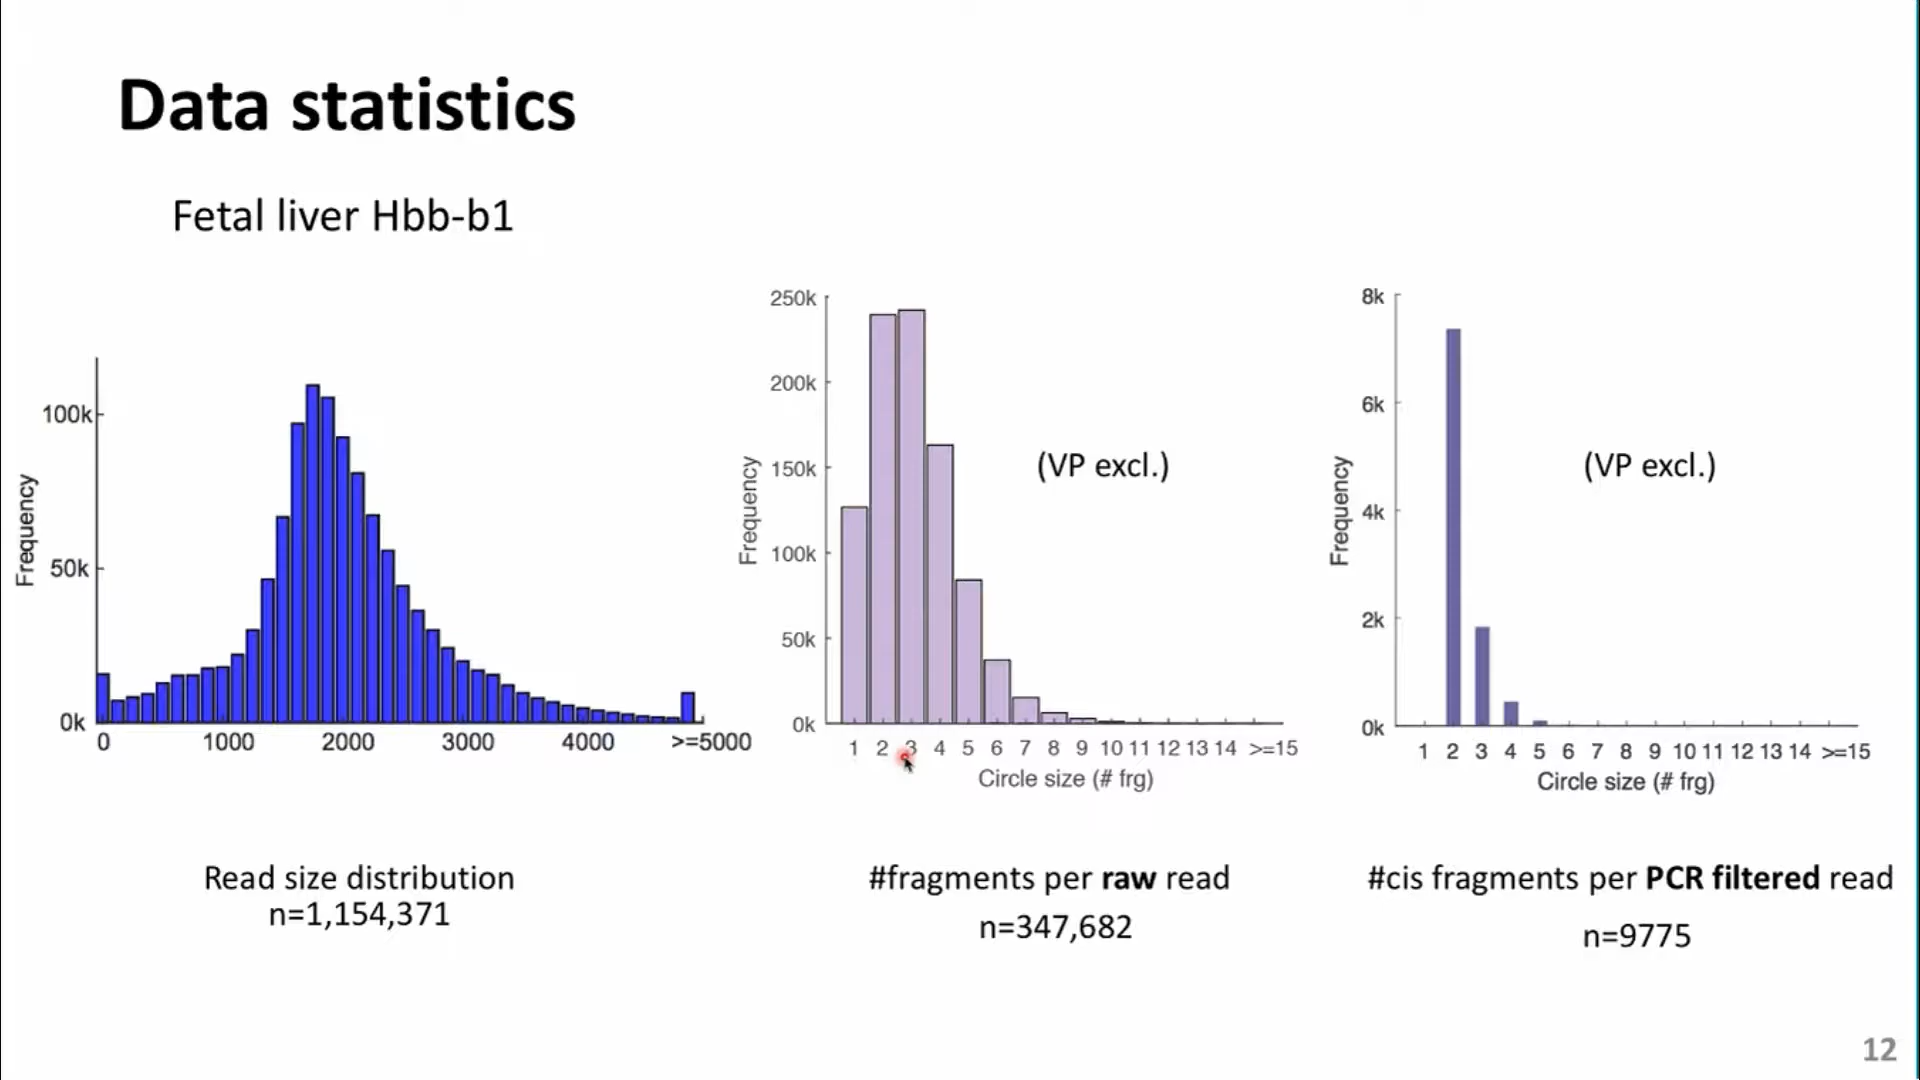 Data statistics
Fetal liver Hbb-b1
Frequency
100k
50k
0k
0 1000 2000 3000 4000 >=5000
Read size distribution
n=1,154,371
Frequency
250k
200k
150k
100k
50k
0k
(VP excl.)
1 2 3 4 5 6 7 8 9 10 11 12 13 14 >=15
Circle size (# frg)
#fragments per raw read
n=347,682
Frequency
8k
6k
4k
2k
0k
(VP excl.)
1 2 3 4 5 6 7 8 9 10 11 12 13 14 >=15
Circle size (# frg)
#cis fragments per PCR filtered read
n=9775
12